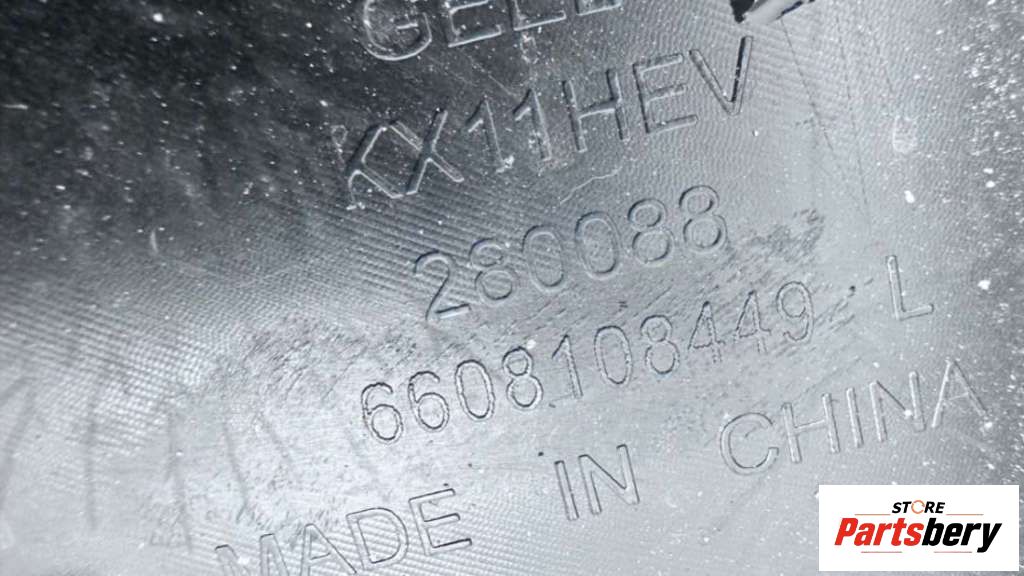 KX11HEV
280088
6608108449 L
MADE IN CHINA
STORE
Partsbery